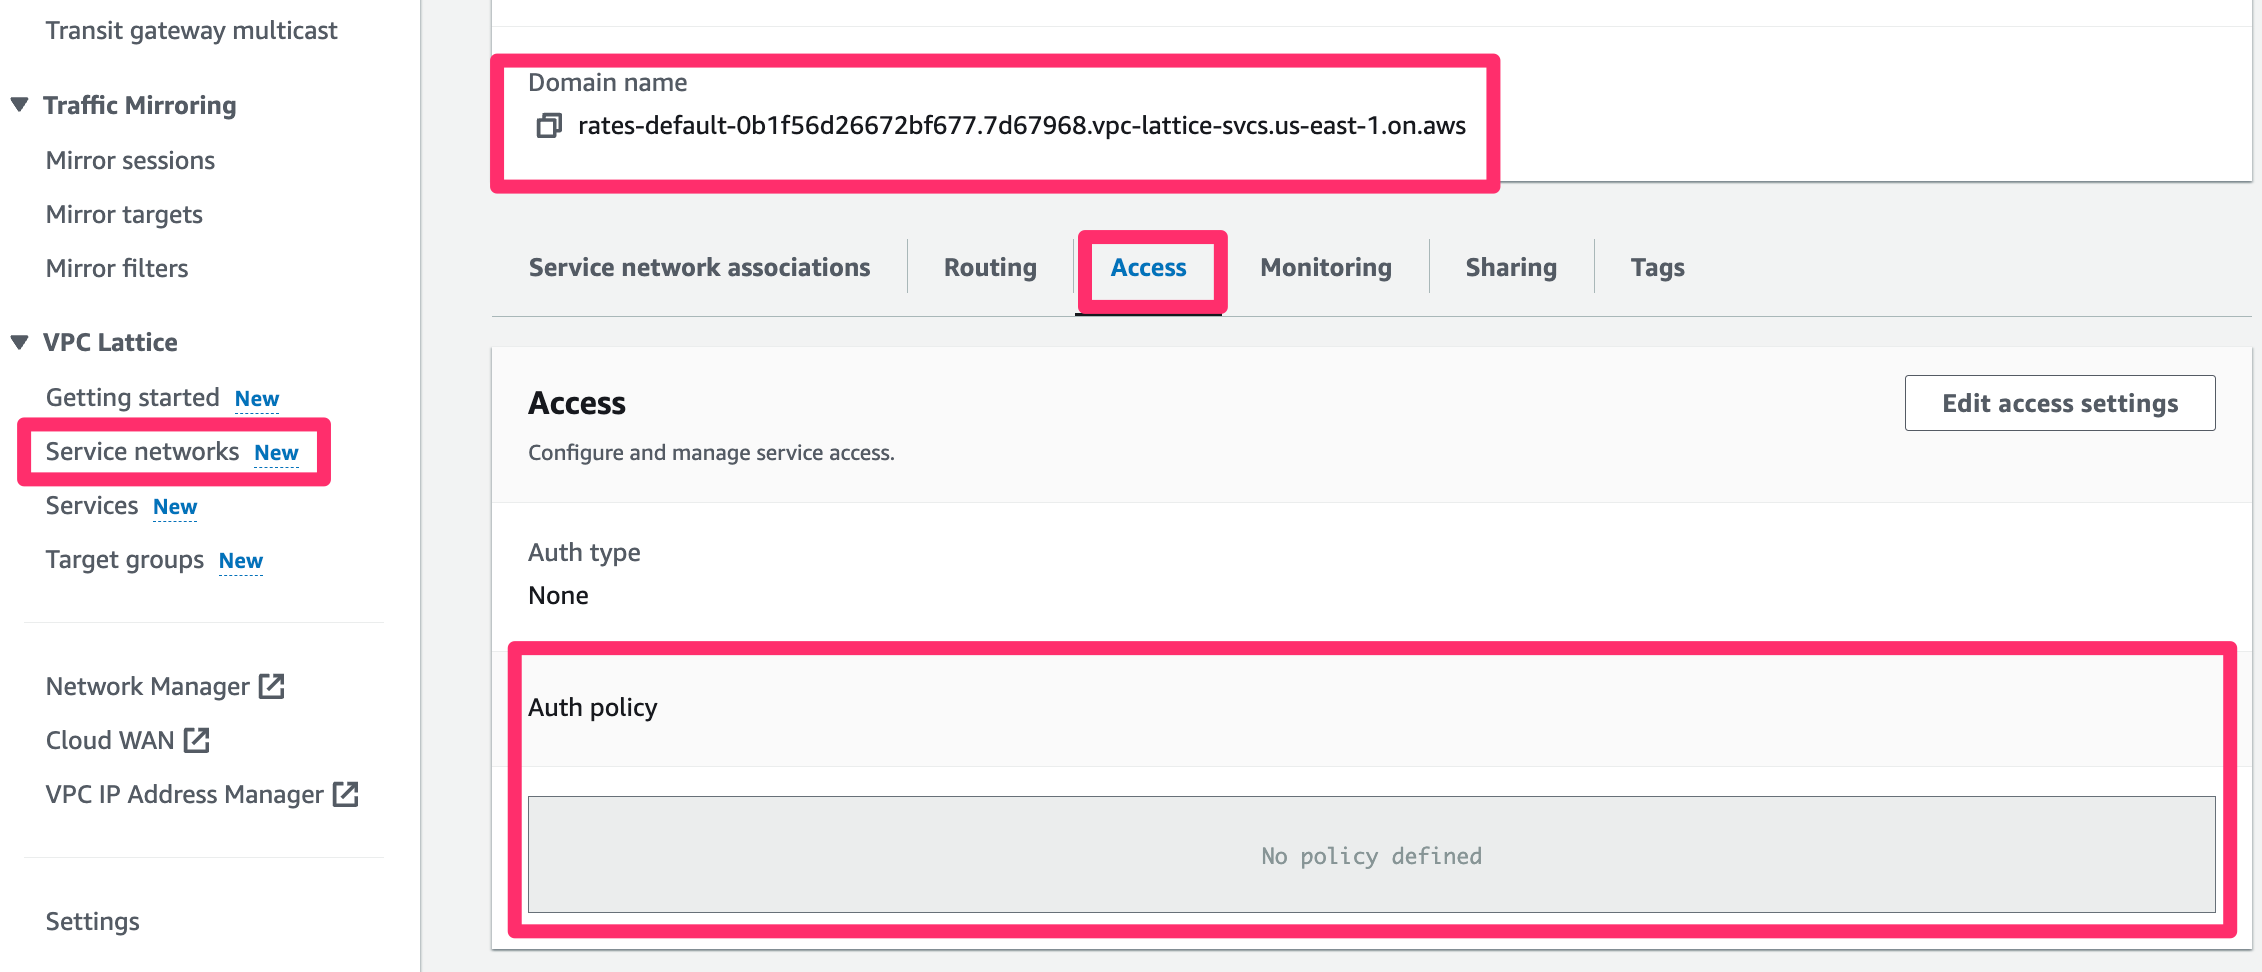 Transit gateway multicast
Traffic Mirroring
Mirror sessions
Mirror targets
Mirror filters
VPC Lattice
Getting started New
Service networks New
Services New
Target groups New
Network Manager
Cloud WAN
VPC IP Address Manager
Settings
Domain name
rates-default-0b1f56d26672bf677.7d67968.vpc-lattice-svcs.us-east-1.on.aws
Service network associations
Routing
Access
Monitoring
Sharing
Tags
Access
Edit access settings
Configure and manage service access.
Auth type
None
Auth policy
No policy defined